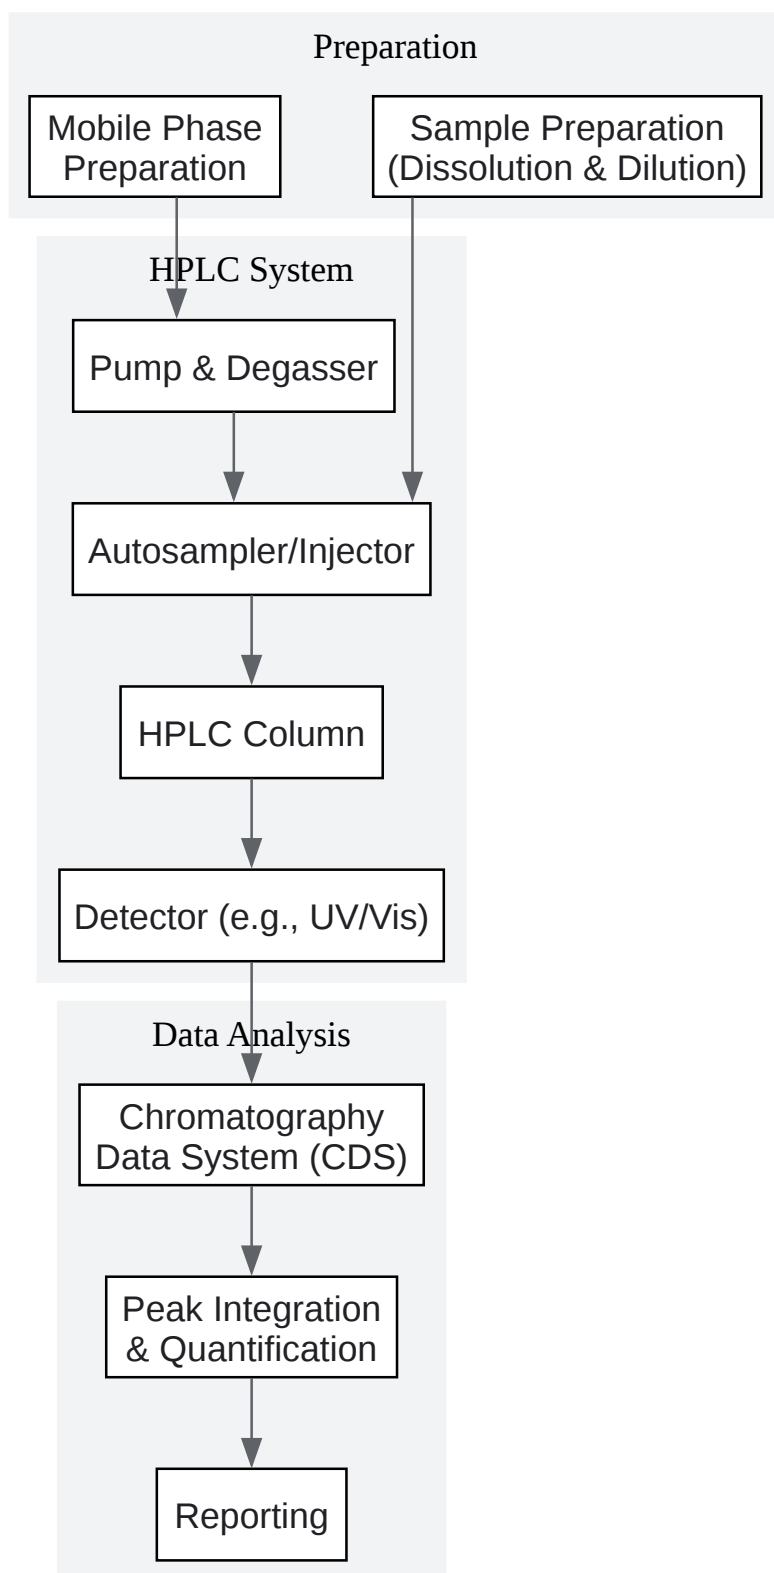 Preparation
Mobile Phase
Preparation
Sample Preparation
(Dissolution & Dilution)
HPLC System
Pump & Degasser
Autosampler/Injector
HPLC Column
Detector (e.g., UV/Vis)
Data Analysis
Chromatography
Data System (CDS)
Peak Integration
& Quantification
Reporting